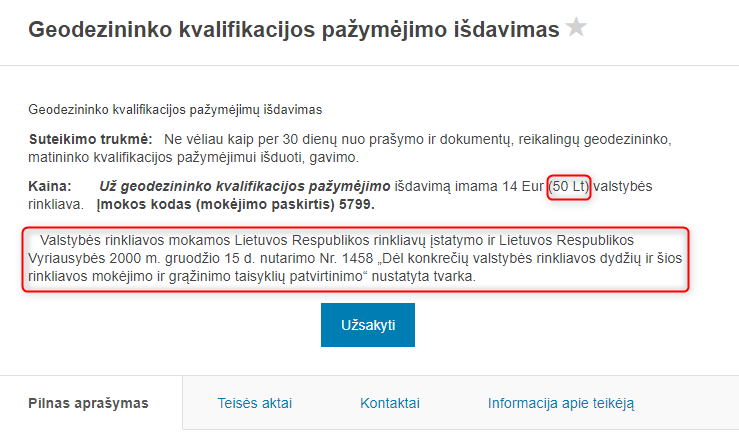 Geodezininko kvalifikacijos pažymėjimo išdavimas
Geodezininko kvalifikacijos pažymėjimų išdavimas
Suteikimo trukmė: Ne vėliau kaip per 30 dienų nuo prašymo ir dokumentų, reikalingų geodezininko,
matininko kvalifikacijos pažymėjimui išduoti, gavimo.
Kaina: Už geodezininko kvalifikacijos pažymėjimo išdavimą imama 14 Eur (50 Lt) valstybės
rinkliava. Įmokos kodas (mokėjimo paskirtis) 5799.
Valstybės rinkliavos mokamos Lietuvos Respublikos rinkliavų įstatymo ir Lietuvos Respublikos
Vyriausybės 2000 m. gruodžio 15 d. nutarimo Nr. 1458 „Dėl konkrečių valstybės rinkliavos dydžių ir šios
rinkliavos mokėjimo ir grąžinimo taisyklių patvirtinimo“ nustatyta tvarka.
Užsakyti
Pilnas aprašymas Teisės aktai Kontaktai Informacija apie teikėją